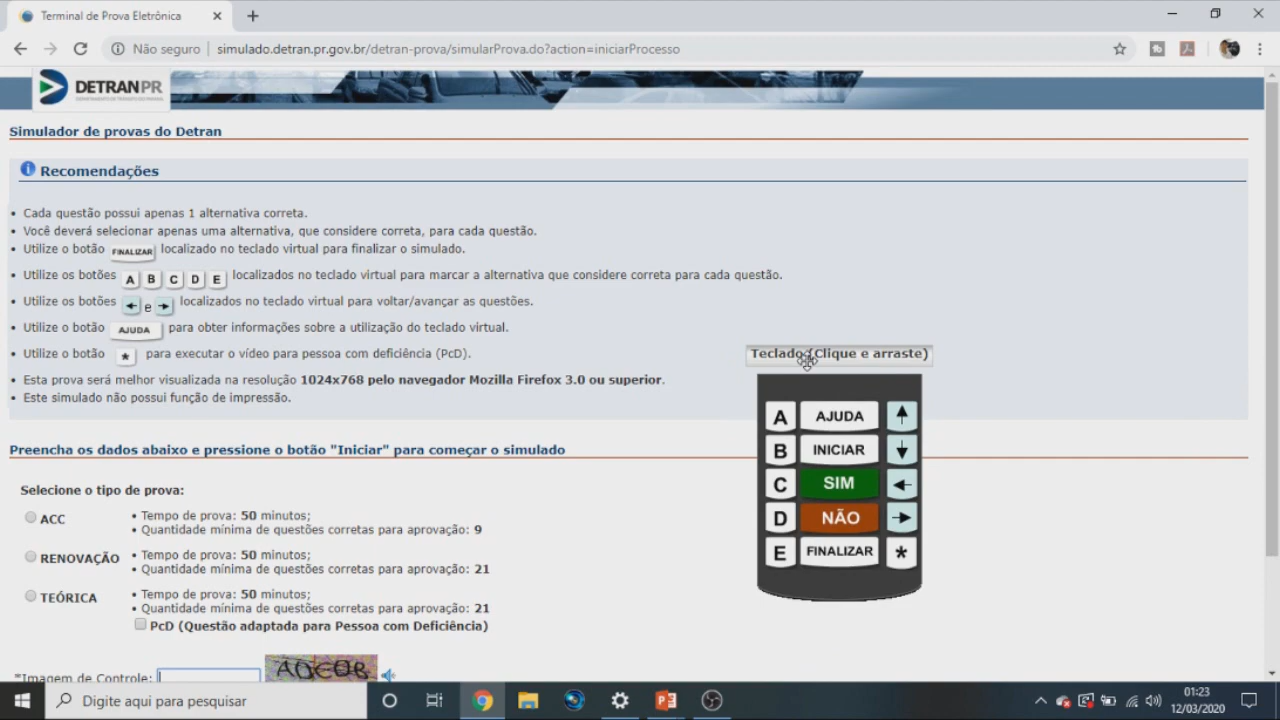 Terminal de Prova Eletrônica
Não seguro | simulado.detran.pr.gov.br/detran-prova/simularProva.do?action=iniciarProcesso
DETRANPR
DEPARTAMENTO DE TRÂNSITO DO PARANÁ
Simulador de provas do Detran
Recomendações
• Cada questão possui apenas 1 alternativa correta.
• Você deverá selecionar apenas uma alternativa, que considere correta, para cada questão.
• Utilize o botão FINALIZAR localizado no teclado virtual para finalizar o simulado.
• Utilize os botões A B C D E localizados no teclado virtual para marcar a alternativa que considere correta para cada questão.
• Utilize os botões ← e → localizados no teclado virtual para voltar/avançar as questões.
• Utilize o botão AJUDA para obter informações sobre a utilização do teclado virtual.
• Utilize o botão * para executar o vídeo para pessoa com deficiência (PcD).
• Esta prova será melhor visualizada na resolução 1024x768 pelo navegador Mozilla Firefox 3.0 ou superior.
• Este simulado não possui função de impressão.
Teclado (Clique e arraste)
A AJUDA ↑
B INICIAR ↓
C SIM ←
D NÃO →
E FINALIZAR *
Preencha os dados abaixo e pressione o botão "Iniciar" para começar o simulado
Selecione o tipo de prova:
ACC
• Tempo de prova: 50 minutos;
• Quantidade mínima de questões corretas para aprovação: 9
RENOVAÇÃO
• Tempo de prova: 50 minutos;
• Quantidade mínima de questões corretas para aprovação: 21
TEÓRICA
• Tempo de prova: 50 minutos;
• Quantidade mínima de questões corretas para aprovação: 21
PcD (Questão adaptada para Pessoa com Deficiência)
*Imagem de Controle:
Digite aqui para pesquisar
01:23
12/03/2020